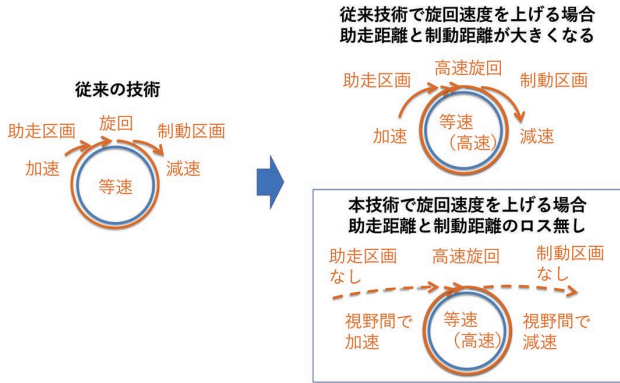 従来の技術
助走区画
旋回
制動区画
加速
減速
等速
従来技術で旋回速度を上げる場合
助走距離と制動距離が大きくなる
助走区画
高速旋回
制動区画
加速
等速
（高速）
減速
本技術で旋回速度を上げる場合
助走距離と制動距離のロス無し
助走区画
なし
高速旋回
制動区画
なし
視野間で
加速
等速
（高速）
視野間で
減速